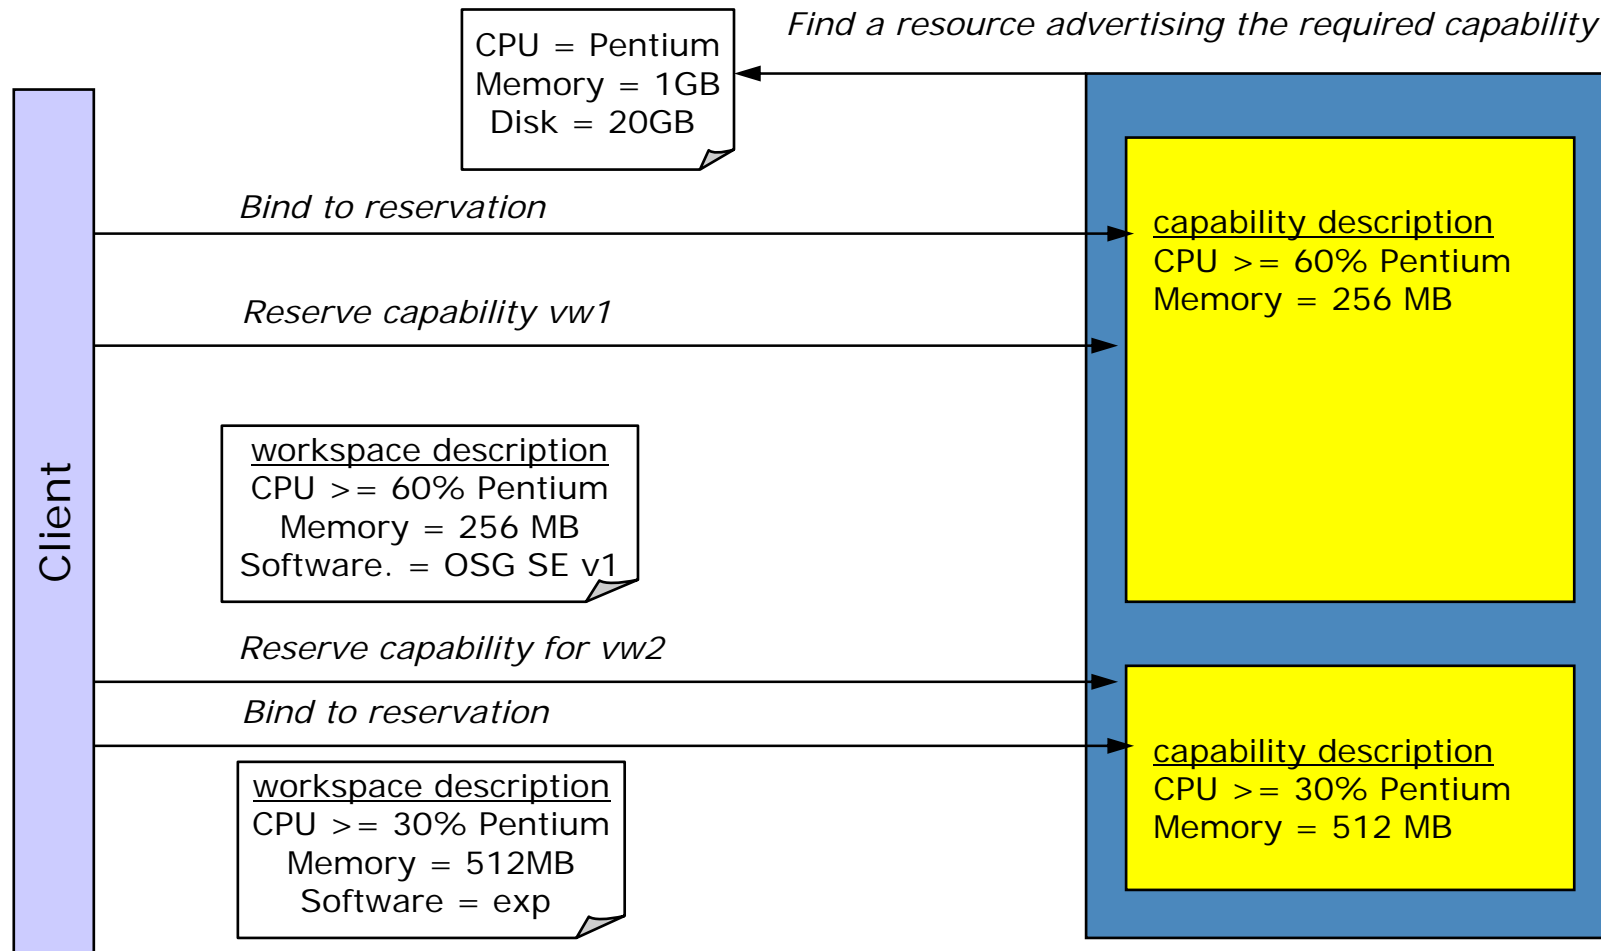 Find a resource advertising the required capability
CPU = Pentium
Memory = 1GB
Disk = 20GB
Bind to reservation
capability description
CPU >= 60% Pentium
Memory = 256 MB
Reserve capability vw1
Client
workspace description
CPU >= 60% Pentium
Memory = 256 MB
Software. = OSG SE v1
Reserve capability for vw2
Bind to reservation
capability description
CPU >= 30% Pentium
Memory = 512 MB
workspace description
CPU >= 30% Pentium
Memory = 512MB
Software = exp